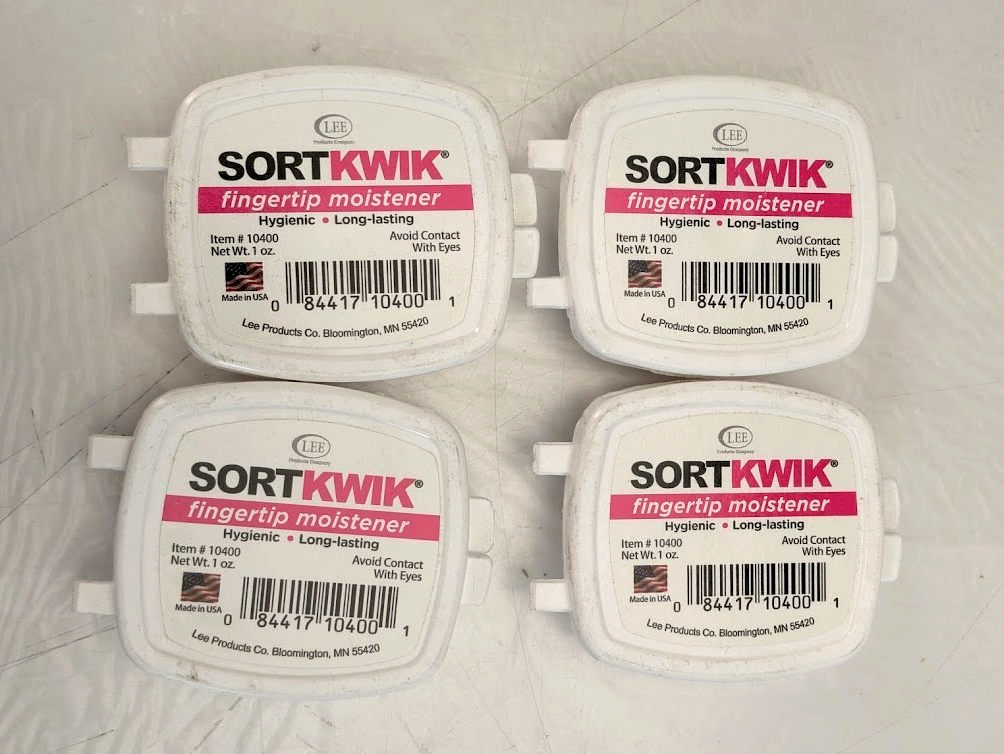 LEE
Products Company
SORTKWIK®
fingertip moistener
Hygienic • Long-lasting
Item # 10400
Net Wt. 1 oz.
Avoid Contact
With Eyes
Made in USA
0 84417 10400 1
Lee Products Co. Bloomington, MN 55420
LEE
Products Company
SORTKWIK®
fingertip moistener
Hygienic • Long-lasting
Item # 10400
Net Wt. 1 oz.
Avoid Contact
With Eyes
Made in USA
0 84417 10400 1
Lee Products Co. Bloomington, MN 55420
LEE
Products Company
SORTKWIK®
fingertip moistener
Hygienic • Long-lasting
Item # 10400
Net Wt. 1 oz.
Avoid Contact
With Eyes
Made in USA
0 84417 10400 1
Lee Products Co. Bloomington, MN 55420
LEE
Products Company
SORTKWIK®
fingertip moistener
Hygienic • Long-lasting
Item # 10400
Net Wt. 1 oz.
Avoid Contact
With Eyes
Made in USA
0 84417 10400 1
Lee Products Co. Bloomington, MN 55420